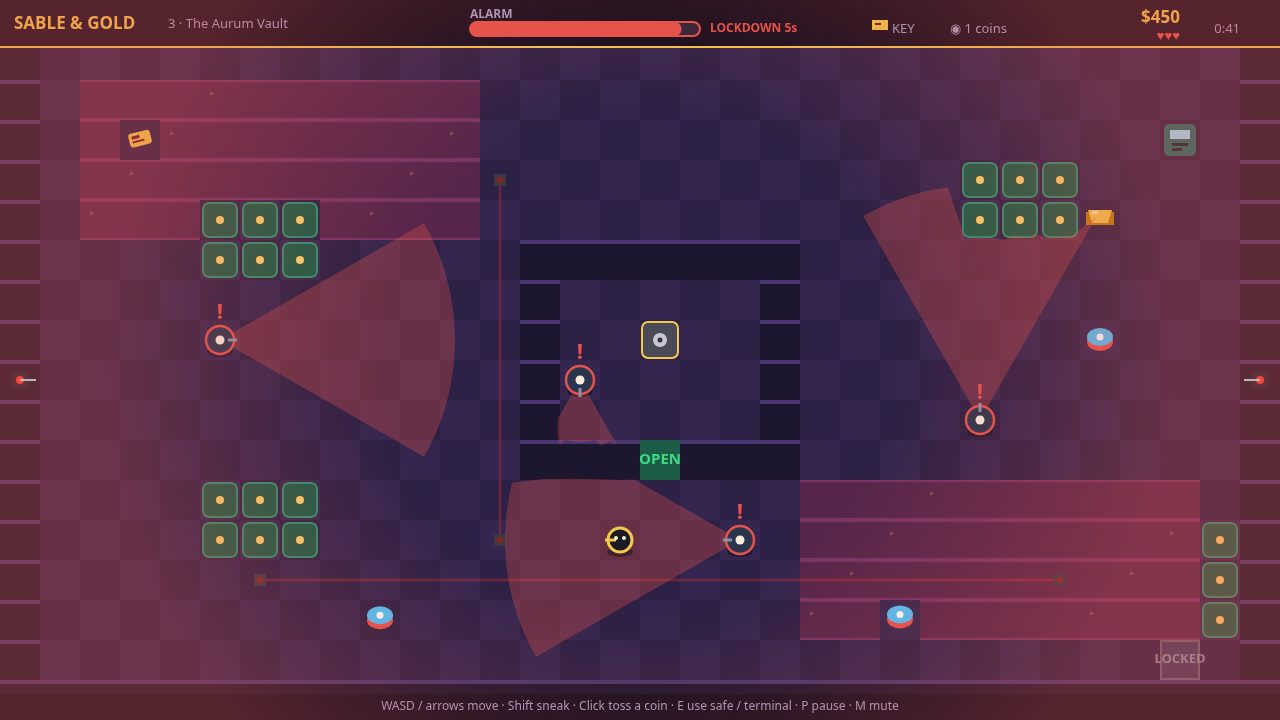 SABLE & GOLD
3 · The Aurum Vault
ALARM
LOCKDOWN 5s
KEY
◉ 1 coins
$450
♥♥♥
0:41
!
!
!
!
OPEN
LOCKED
WASD / arrows move · Shift sneak · Click toss a coin · E use safe / terminal · P pause · M mute